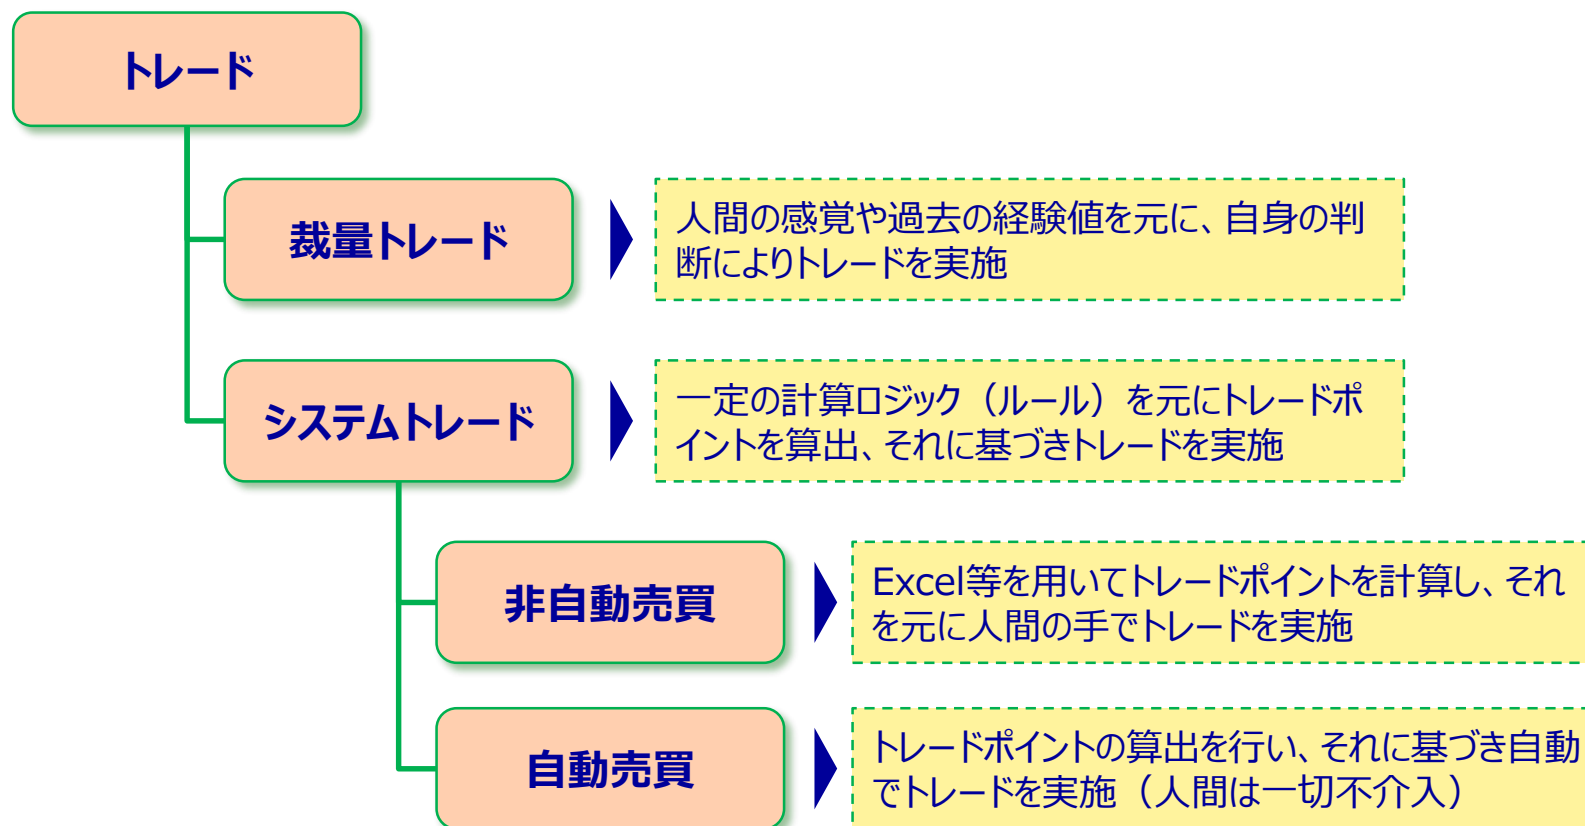 トレード
裁量トレード
人間の感覚や過去の経験値を元に、自身の判
断によりトレードを実施
システムトレード
一定の計算ロジック（ルール）を元にトレードポ
イントを算出、それに基づきトレードを実施
非自動売買
Excel等を用いてトレードポイントを計算し、それ
を元に人間の手でトレードを実施
自動売買
トレードポイントの算出を行い、それに基づき自動
でトレードを実施（人間は一切不介入）